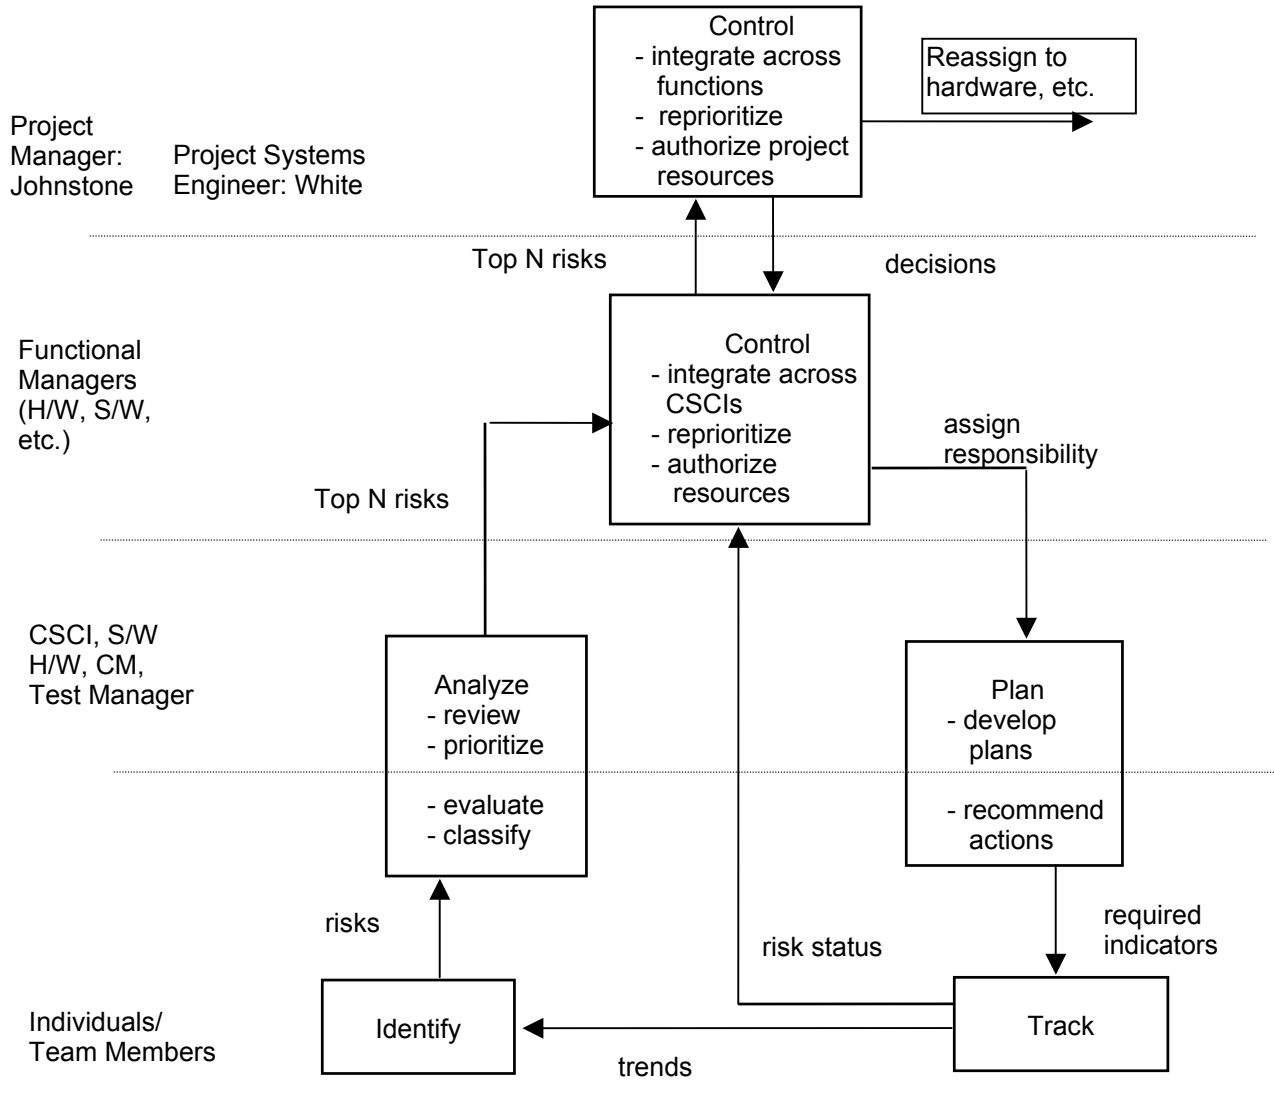 Control
- integrate across
functions
- reprioritize
- authorize project
resources
Reassign to
hardware, etc.
Project
Manager:
Johnstone
Project Systems
Engineer: White
Top N risks
decisions
Functional
Managers
(H/W, S/W,
etc.)
Control
- integrate across
CSCIs
- reprioritize
- authorize
resources
assign
responsibility
Top N risks
CSCI, S/W
H/W, CM,
Test Manager
Analyze
- review
- prioritize
- evaluate
- classify
Plan
- develop
plans
- recommend
actions
risks
risk status
required
indicators
Individuals/
Team Members
Identify
Track
trends